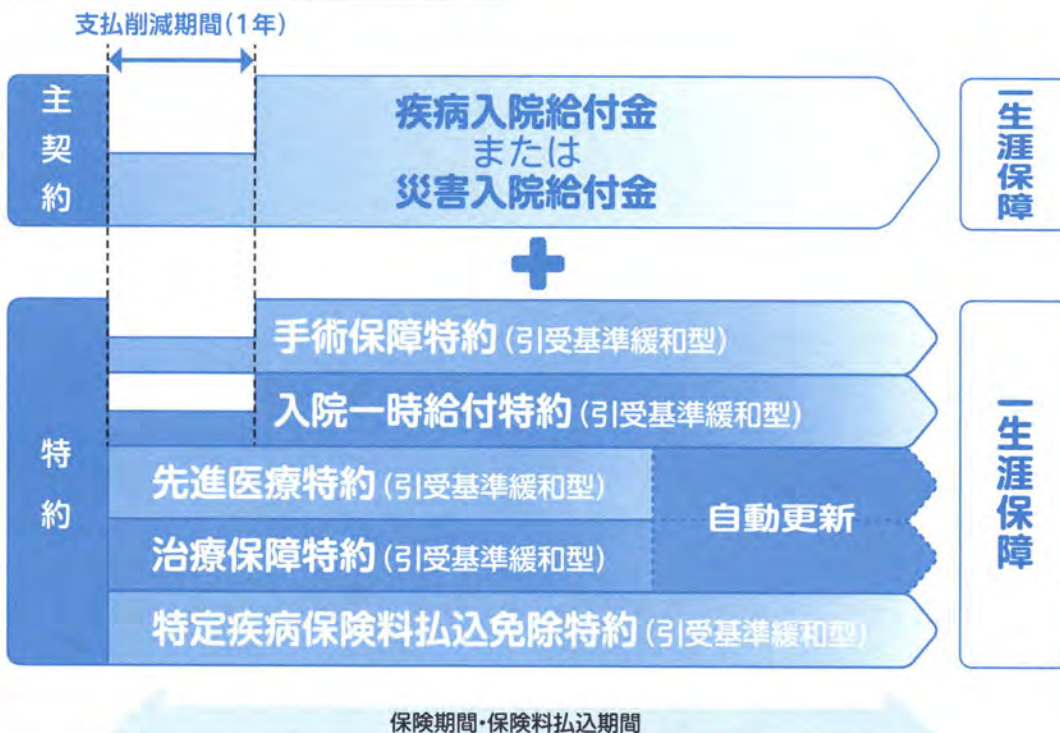 支払削減期間(1年)
主契約
疾病入院給付金
または
災害入院給付金
一生涯保障
特約
手術保障特約(引受基準緩和型)
入院一時給付特約(引受基準緩和型)
先進医療特約(引受基準緩和型)
自動更新
治療保障特約(引受基準緩和型)
特定疾病保険料払込免除特約(引受基準緩和型)
一生涯保障
保険期間・保険料払込期間